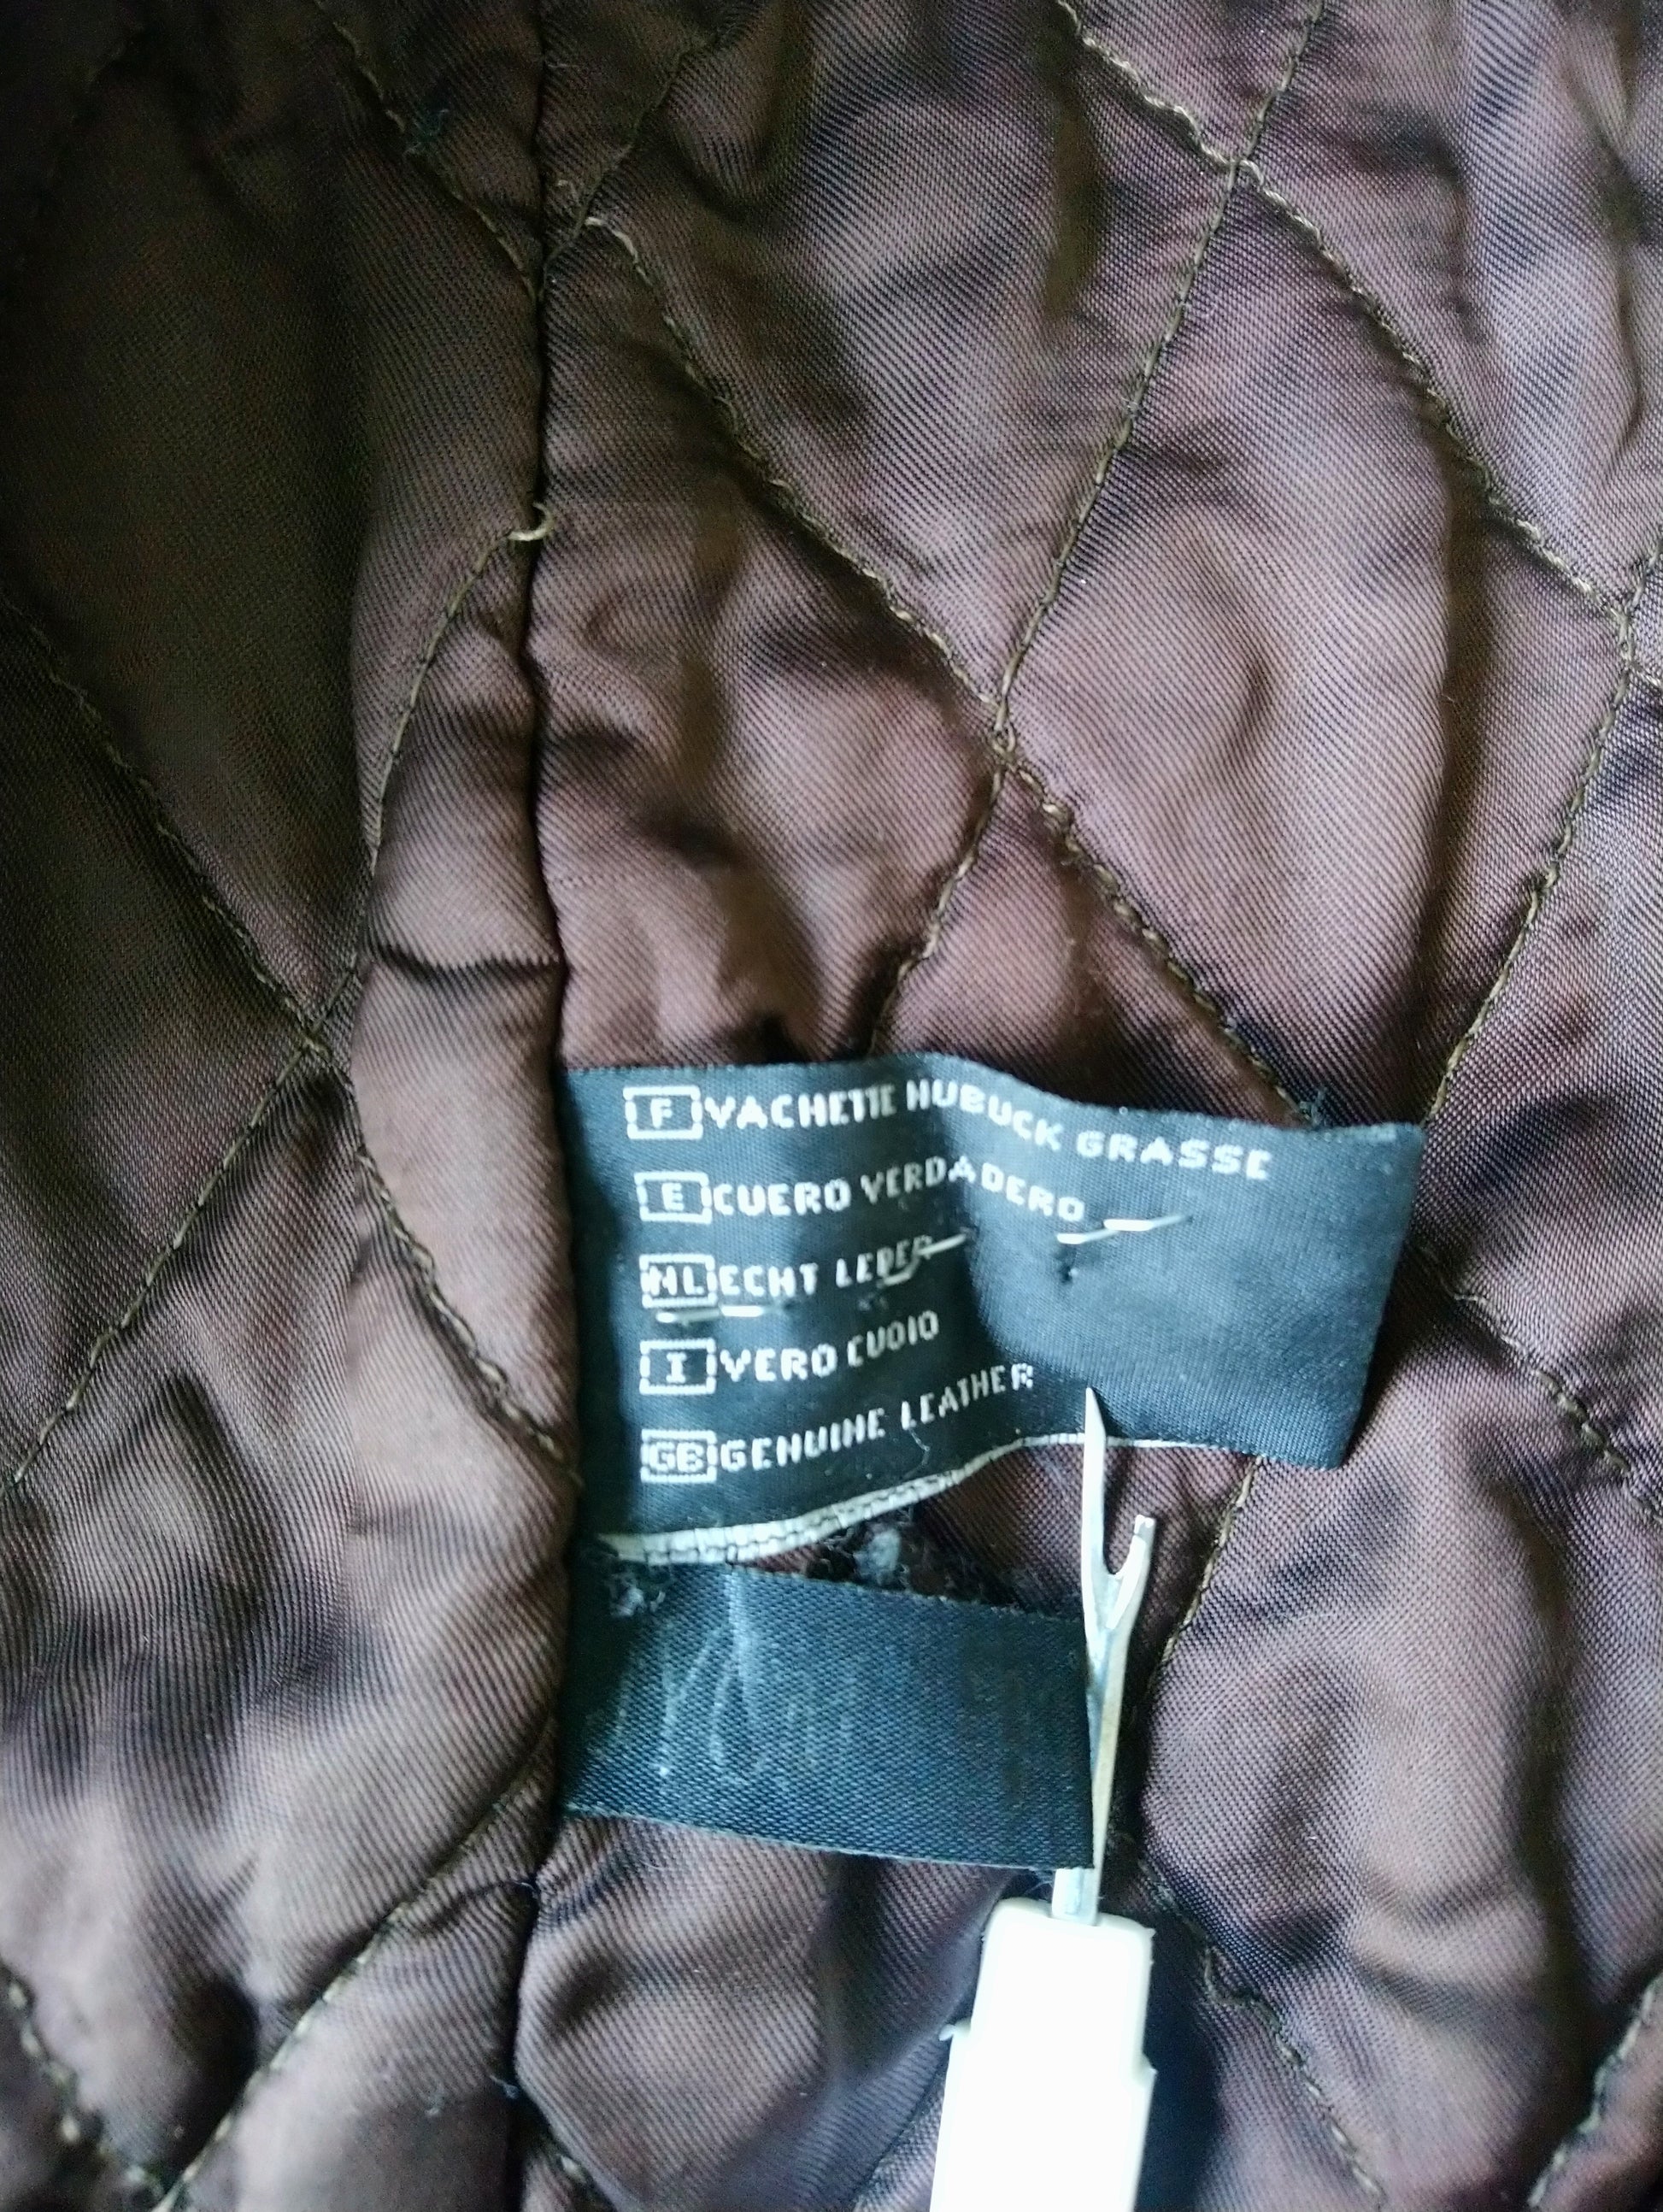 F VACHETTE NUBUCK GRASSE
E CUERO VERDADERO
NL ECHT LEDER
I VERO CUOIO
GB GENUINE LEATHER